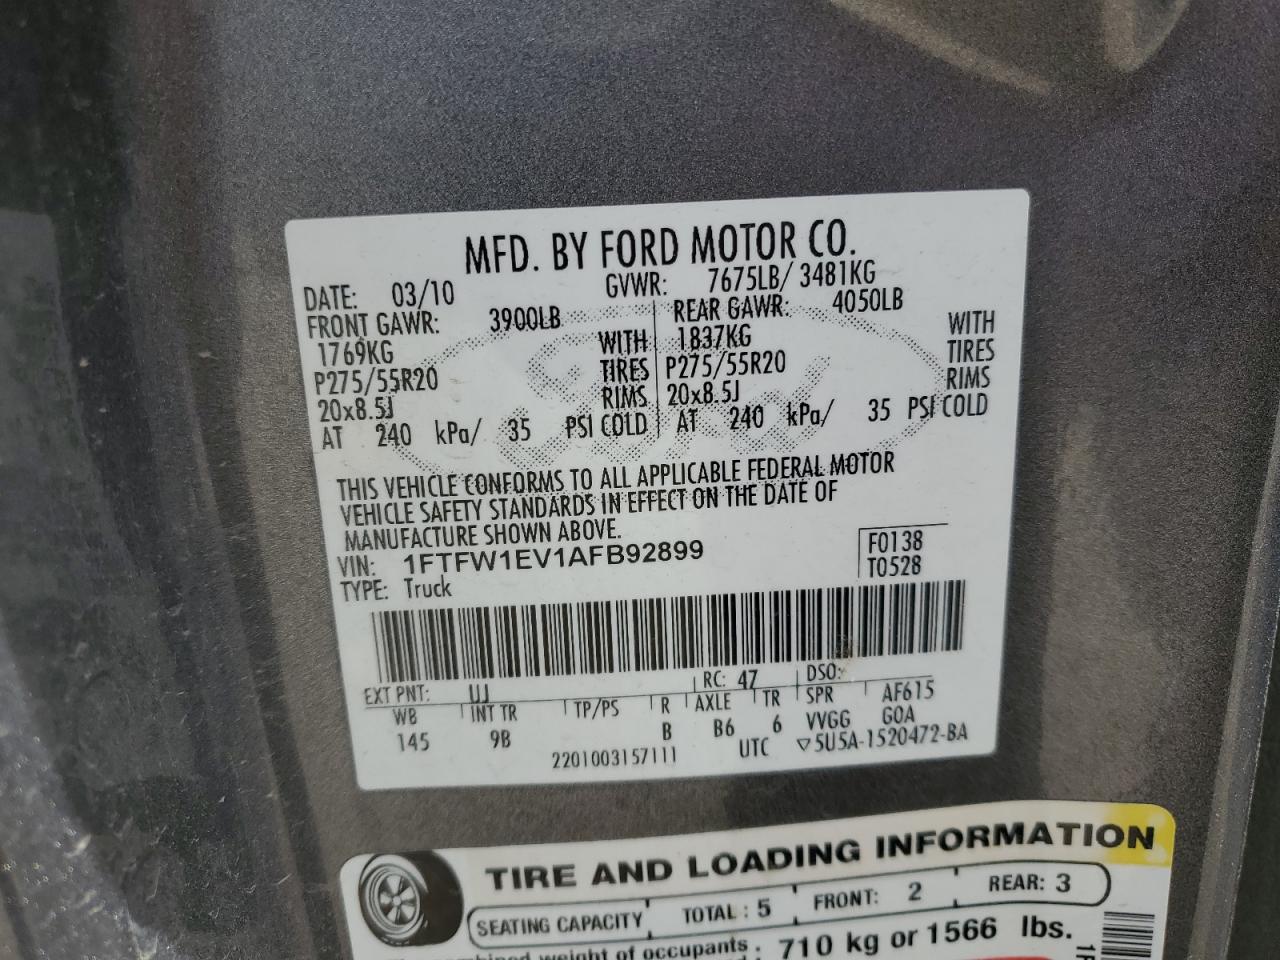 MFD. BY FORD MOTOR CO.
DATE: 03/10 GVWR: 7675LB/ 3481KG
FRONT GAWR: 3900LB REAR GAWR: 4050LB
1769KG WITH 1837KG WITH
P275/55R20 TIRES P275/55R20 TIRES
20x8.5J RIMS 20x8.5J RIMS
AT 240 kPa/ 35 PSI COLD AT 240 kPa/ 35 PSI COLD
THIS VEHICLE CONFORMS TO ALL APPLICABLE FEDERAL MOTOR
VEHICLE SAFETY STANDARDS IN EFFECT ON THE DATE OF
MANUFACTURE SHOWN ABOVE.
VIN: 1FTFW1EV1AFB92899 F0138
TYPE: Truck T0528
EXT PNT: UJ RC: 47 DSO:
WB INT TR TP/PS R AXLE TR SPR AF615
145 9B B B6 6 VVGG GOA
2201003157111 UTC ▽5U5A-1520472-BA
TIRE AND LOADING INFORMATION
SEATING CAPACITY TOTAL : 5 FRONT: 2 REAR: 3
weight of occupants 710 kg or 1566 lbs.